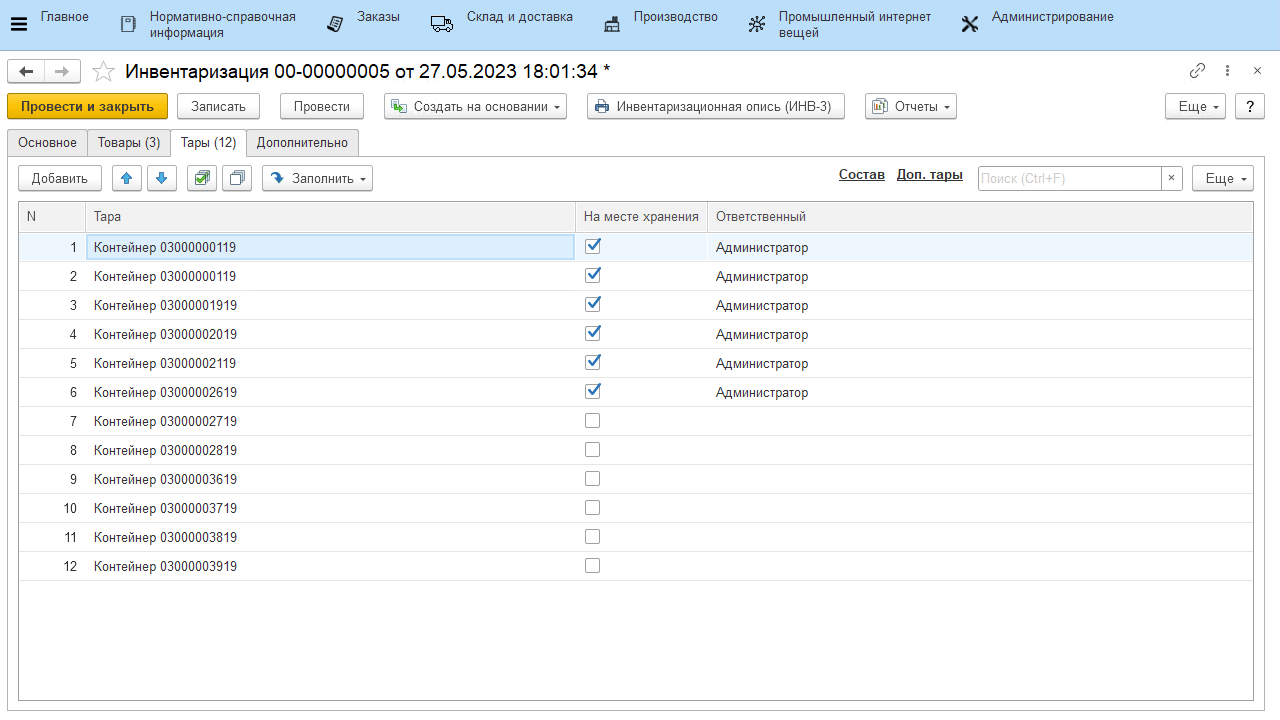 Главное
Нормативно-справочная
информация
Заказы
Склад и доставка
Производство
Промышленный интернет
вещей
Администрирование
Инвентаризация 00-00000005 от 27.05.2023 18:01:34 *
Провести и закрыть
Записать
Провести
Создать на основании
Инвентаризационная опись (ИНВ-3)
Отчеты
Еще
?
Основное
Товары (3)
Тары (12)
Дополнительно
Добавить
Заполнить
Состав
Доп. тары
Поиск (Ctrl+F)
×
Еще
N Тара На месте хранения Ответственный
1 Контейнер 03000000119 Администратор
2 Контейнер 03000000119 Администратор
3 Контейнер 03000001919 Администратор
4 Контейнер 03000002019 Администратор
5 Контейнер 03000002119 Администратор
6 Контейнер 03000002619 Администратор
7 Контейнер 03000002719
8 Контейнер 03000002819
9 Контейнер 03000003619
10 Контейнер 03000003719
11 Контейнер 03000003819
12 Контейнер 03000003919